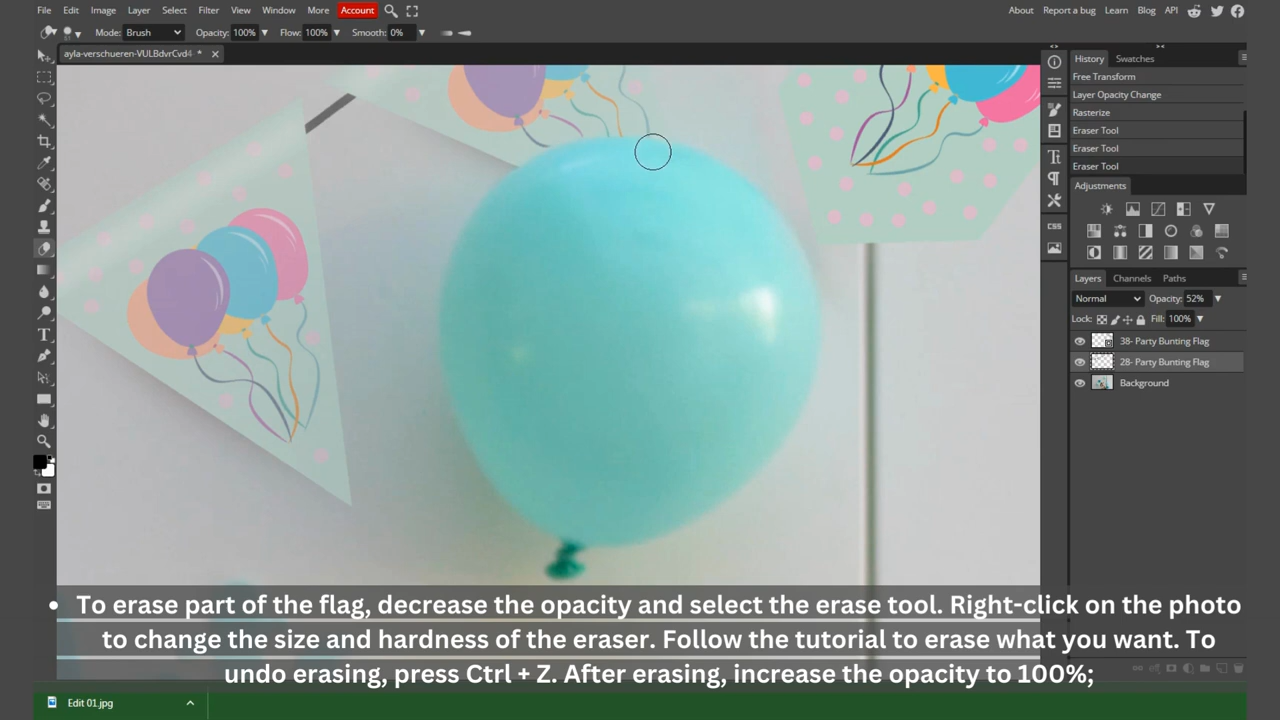 File Edit Image Layer Select Filter View Window More Account About Report a bug Learn Blog API
Mode: Brush Opacity: 100% Flow: 100% Smooth: 0%
ayla-verschueren-VULBdvrCvd4 *
History Swatches
Free Transform
Layer Opacity Change
Rasterize
Eraser Tool
Eraser Tool
Eraser Tool
Adjustments
CSS
Layers Channels Paths
Normal Opacity: 52%
Lock: Fill: 100%
38- Party Bunting Flag
28- Party Bunting Flag
Background
• To erase part of the flag, decrease the opacity and select the erase tool. Right-click on the photo
to change the size and hardness of the eraser. Follow the tutorial to erase what you want. To
undo erasing, press Ctrl + Z. After erasing, increase the opacity to 100%;
Edit 01.jpg